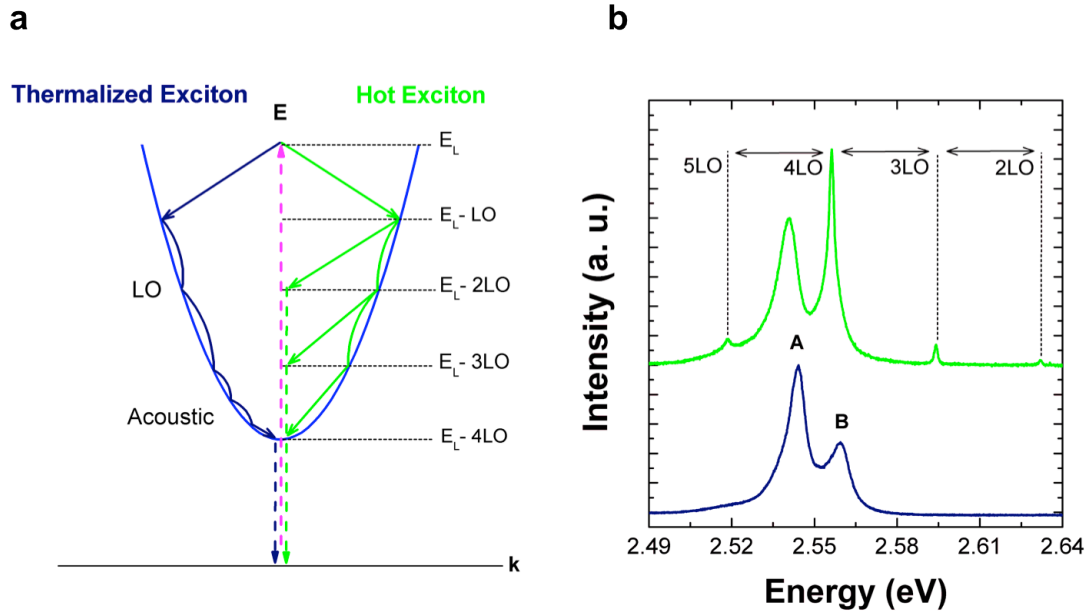 a
b
Thermalized Exciton
E
Hot Exciton
E_L
E_L- LO
LO
E_L- 2LO
E_L- 3LO
Acoustic
E_L- 4LO
k
5LO
4LO
3LO
2LO
A
B
Intensity (a. u.)
2.49 2.52 2.55 2.58 2.61 2.64
Energy (eV)